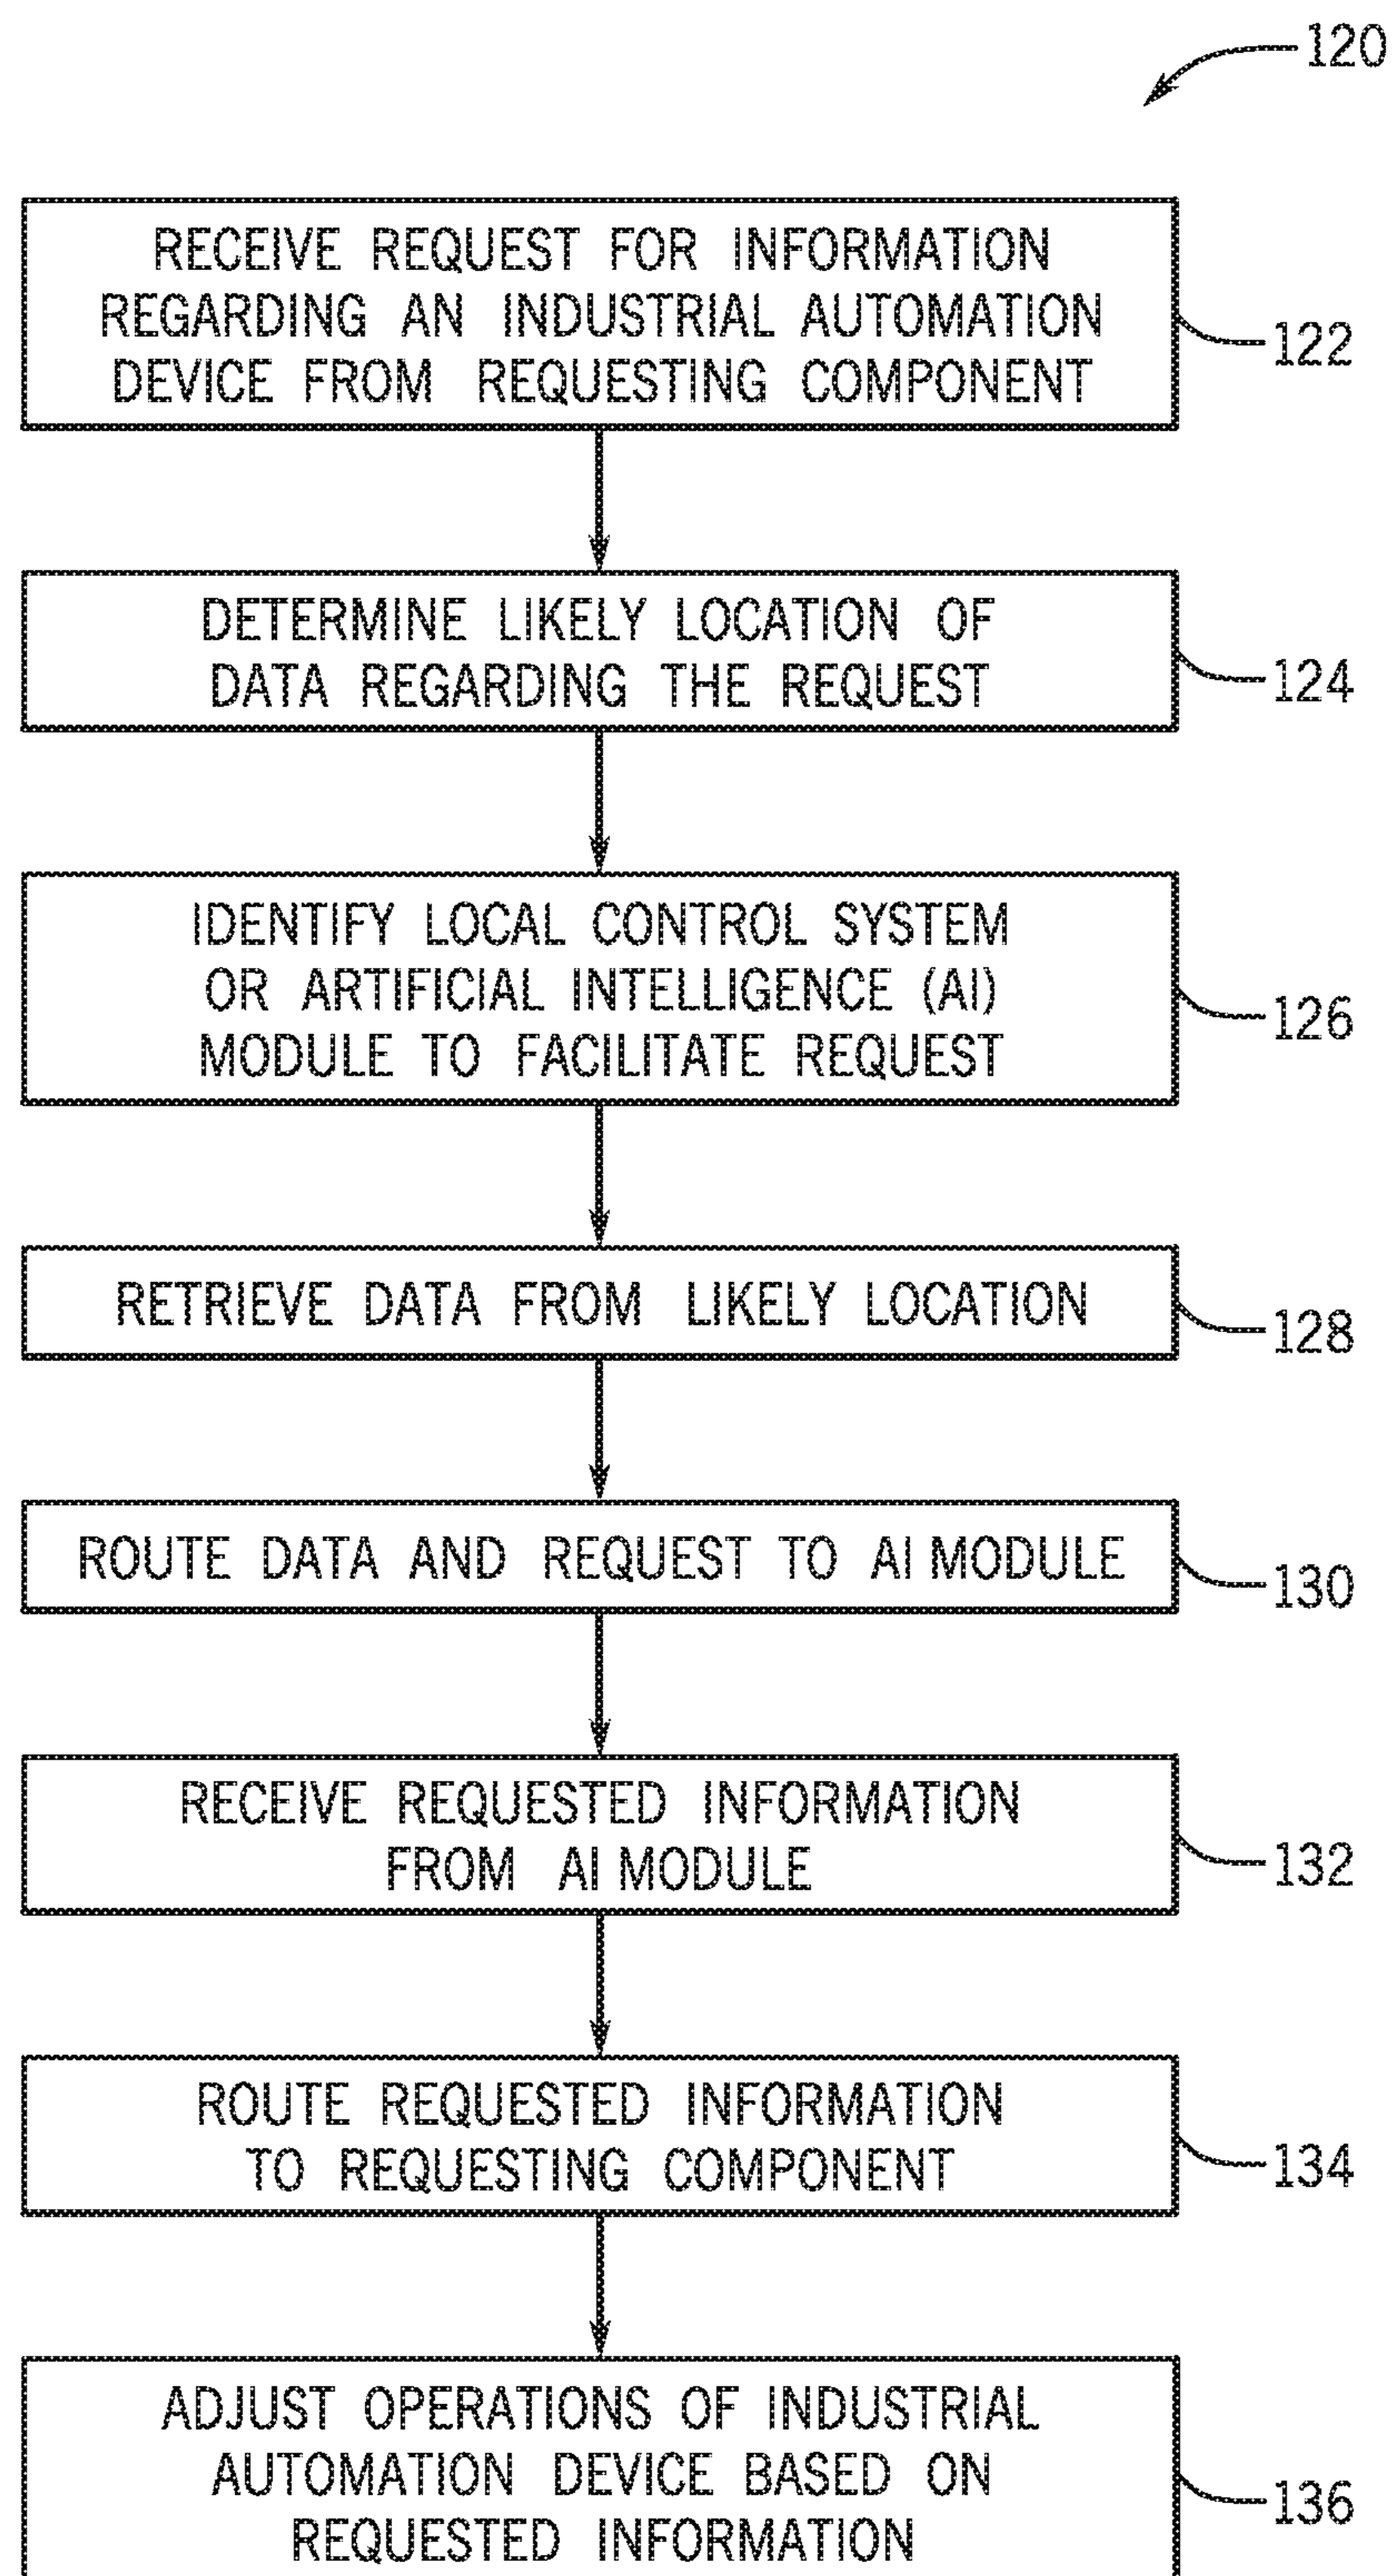 120
RECEIVE REQUEST FOR INFORMATION
REGARDING AN INDUSTRIAL AUTOMATION
DEVICE FROM REQUESTING COMPONENT
122
DETERMINE LIKELY LOCATION OF
DATA REGARDING THE REQUEST
124
IDENTIFY LOCAL CONTROL SYSTEM
OR ARTIFICIAL INTELLIGENCE (AI)
MODULE TO FACILITATE REQUEST
126
RETRIEVE DATA FROM LIKELY LOCATION
128
ROUTE DATA AND REQUEST TO AI MODULE
130
RECEIVE REQUESTED INFORMATION
FROM AI MODULE
132
ROUTE REQUESTED INFORMATION
TO REQUESTING COMPONENT
134
ADJUST OPERATIONS OF INDUSTRIAL
AUTOMATION DEVICE BASED ON
REQUESTED INFORMATION
136